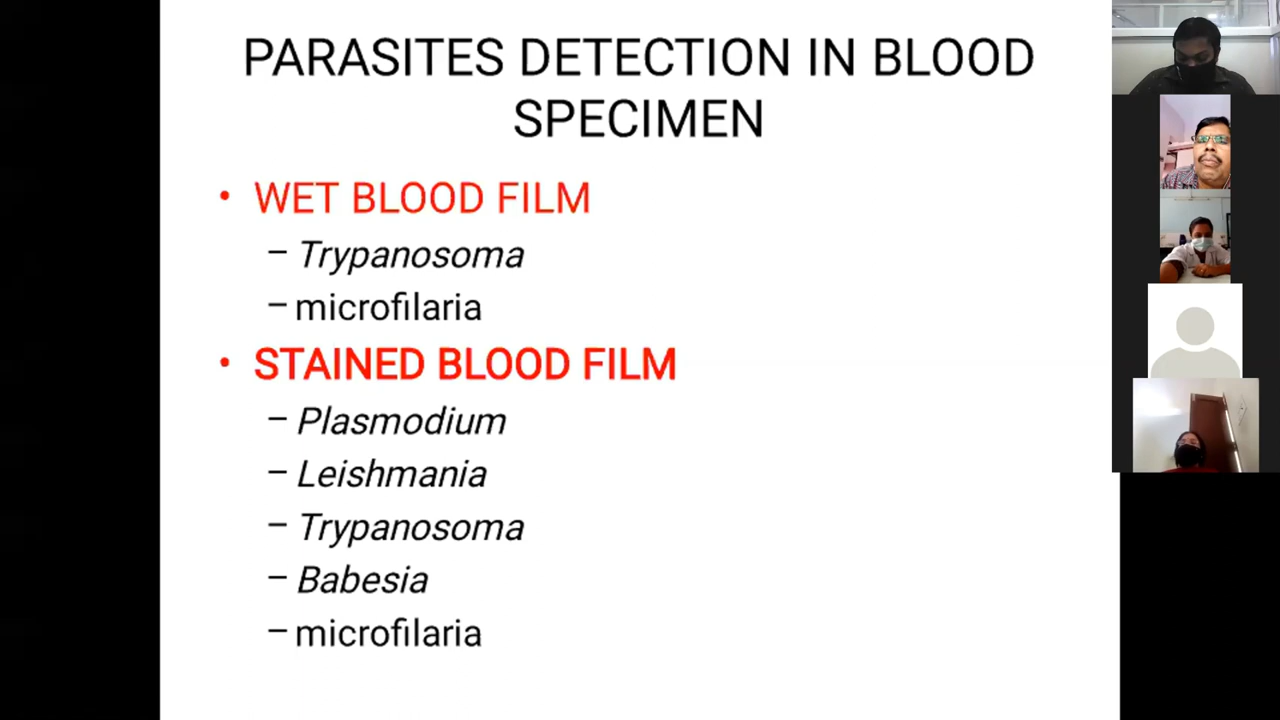 PARASITES DETECTION IN BLOOD
SPECIMEN
• WET BLOOD FILM
– Trypanosoma
– microfilaria
• STAINED BLOOD FILM
– Plasmodium
– Leishmania
– Trypanosoma
– Babesia
– microfilaria